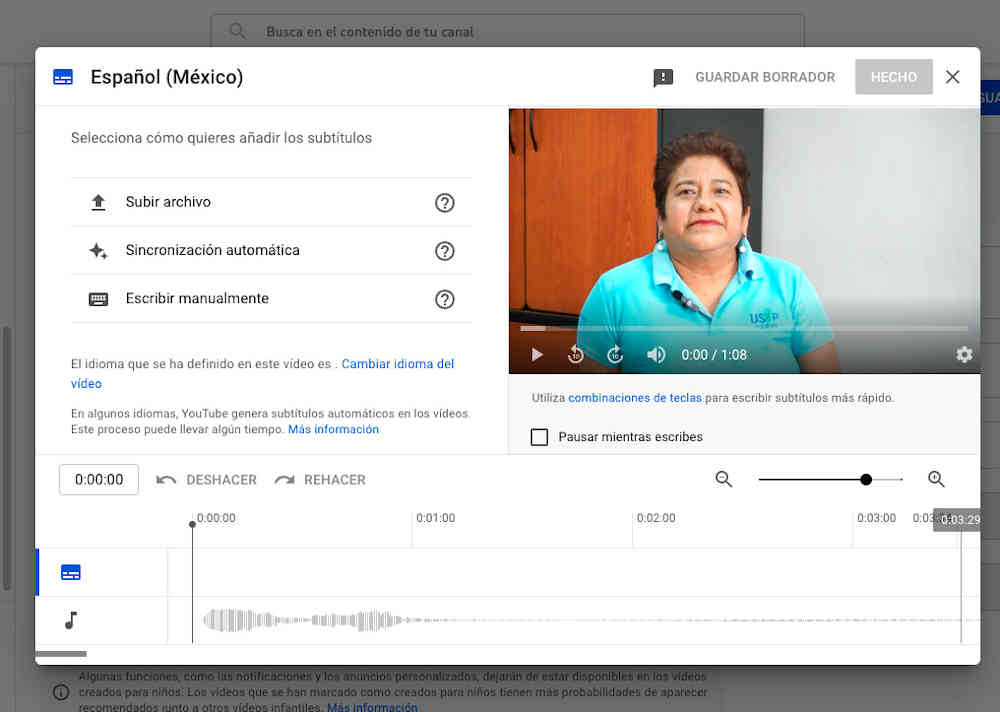 Busca en el contenido de tu canal
Español (México)
GUARDAR BORRADOR
HECHO
Selecciona cómo quieres añadir los subtítulos
Subir archivo
Sincronización automática
Escribir manualmente
El idioma que se ha definido en este vídeo es . Cambiar idioma del
vídeo
En algunos idiomas, YouTube genera subtítulos automáticos en los vídeos.
Este proceso puede llevar algún tiempo. Más información
0:00 / 1:08
Utiliza combinaciones de teclas para escribir subtítulos más rápido.
Pausar mientras escribes
0:00:00
DESHACER
REHACER
0:00:00
0:01:00
0:02:00
0:03:00
0:03:29
Algunas funciones, como las notificaciones y los anuncios personalizados, dejarán de estar disponibles en los vídeos
creados para niños. Los vídeos que se han marcado como creados para niños tienen más probabilidades de aparecer
recomendados junto a otros vídeos infantiles. Más información